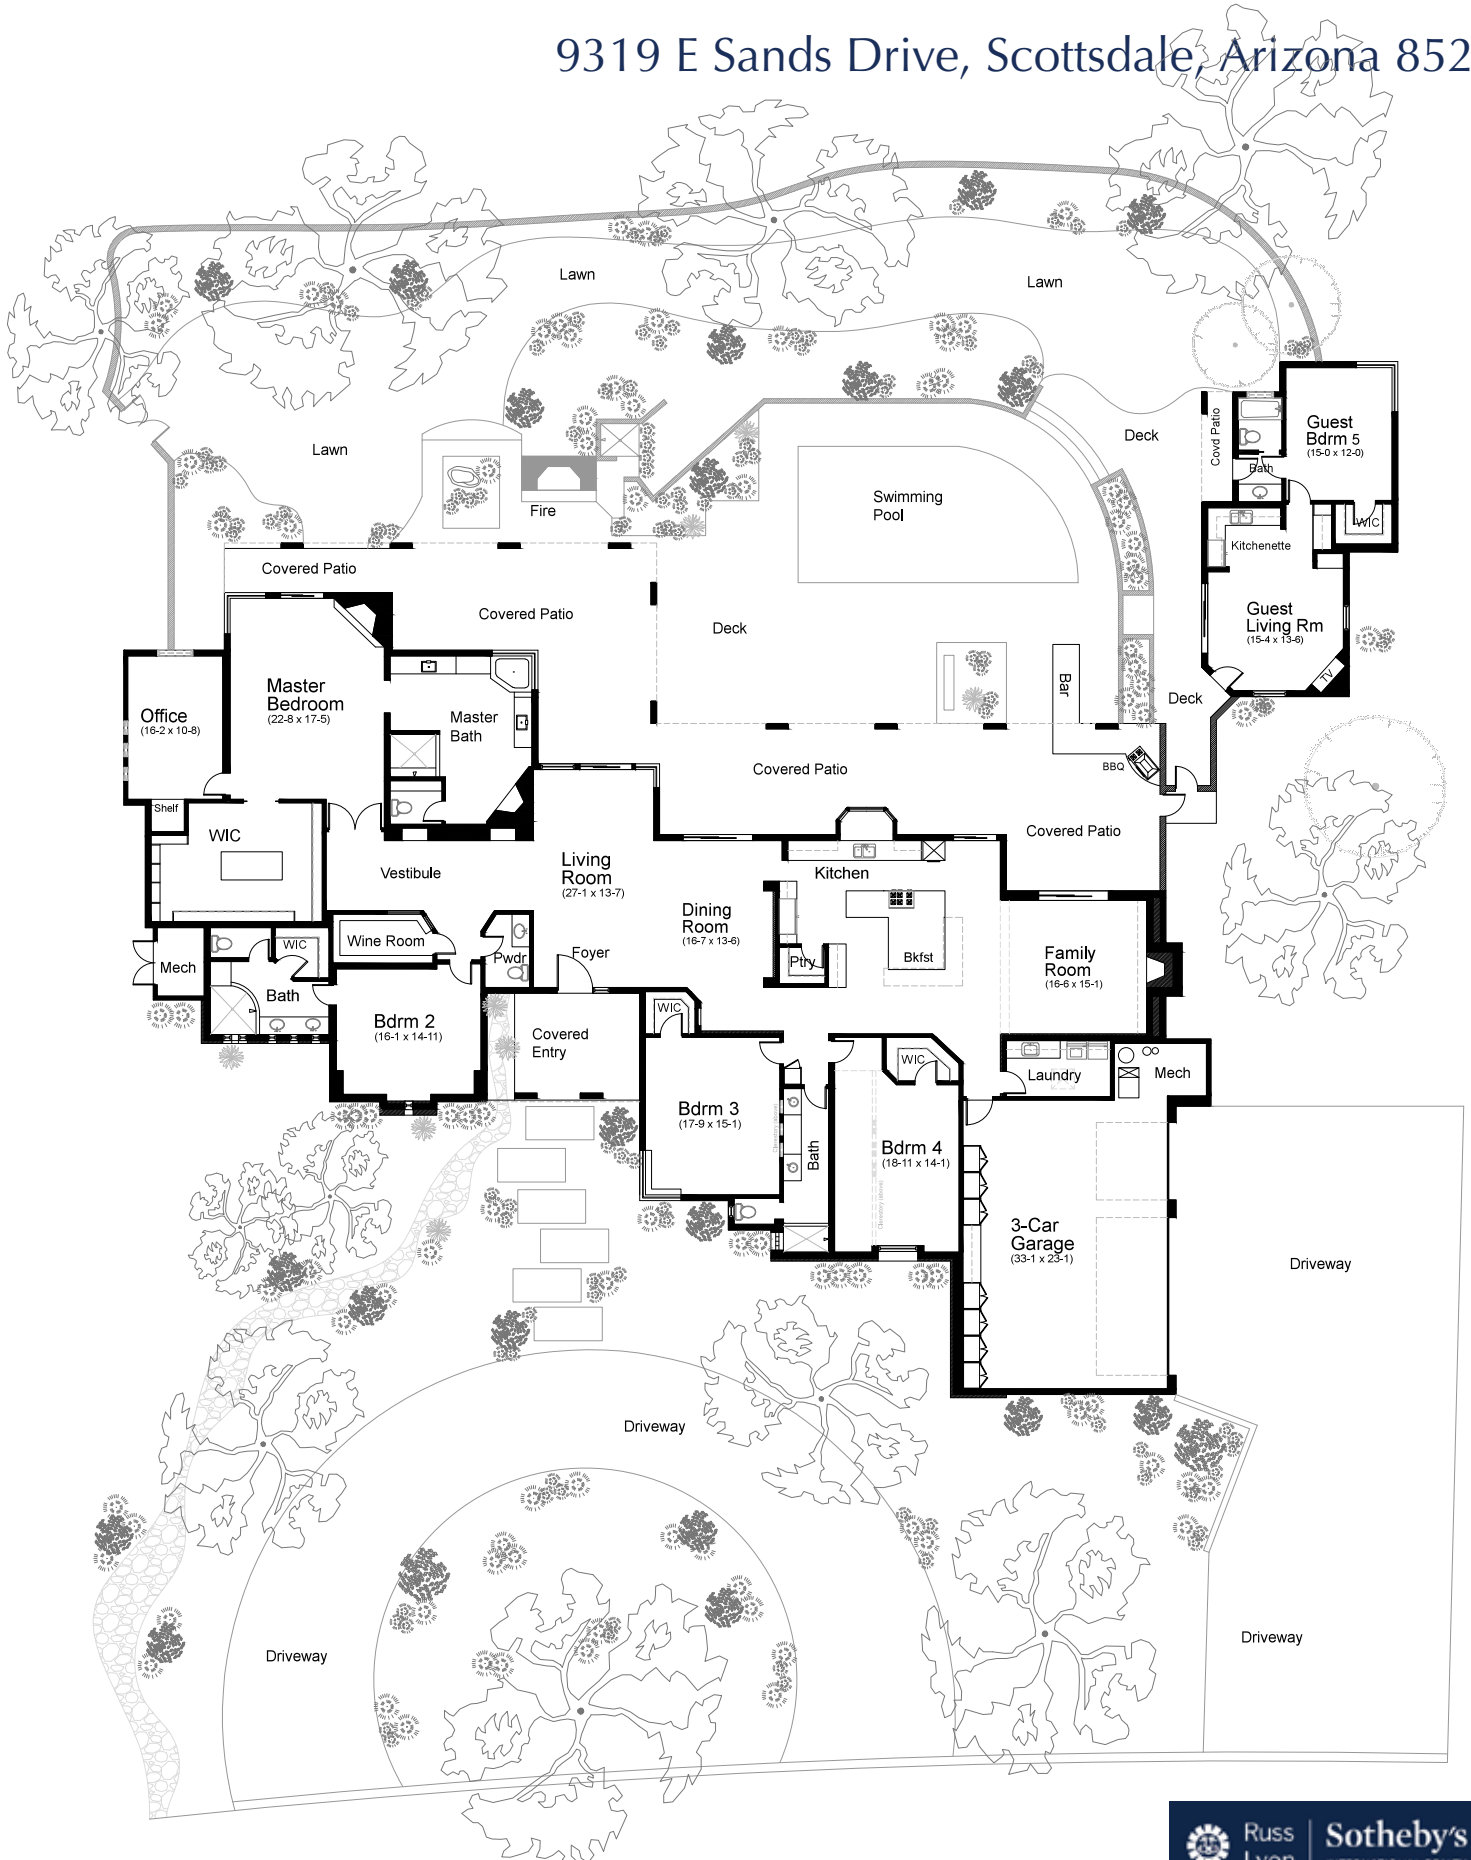 9319 E Sands Drive, Scottsdale, Arizona 852
Lawn
Lawn
Lawn
Deck
Covd Patio
Guest
Bdrm 5
(15-0 x 12-0)
Bath
WIC
Kitchenette
Guest
Living Rm
(15-4 x 13-6)
TV
Swimming
Pool
Fire
Covered Patio
Covered Patio
Deck
Bar
Deck
BBQ
Covered Patio
Covered Patio
Office
(16-2 x 10-8)
Master
Bedroom
(22-8 x 17-5)
Master
Bath
Shelf
WIC
Vestibule
Living
Room
(27-1 x 13-7)
Kitchen
Dining
Room
(16-7 x 13-6)
Wine Room
Pwdr
Foyer
Ptry
Bkfst
Family
Room
(16-6 x 15-1)
Mech
WIC
Bath
Bdrm 2
(16-1 x 14-11)
Covered
Entry
WIC
WIC
Laundry
Mech
Bdrm 3
(17-9 x 15-1)
Bath
Bdrm 4
(18-11 x 14-1)
Clerestory (above)
3-Car
Garage
(33-1 x 23-1)
Driveway
Driveway
Driveway
Driveway
Russ
Lyon
Sotheby's